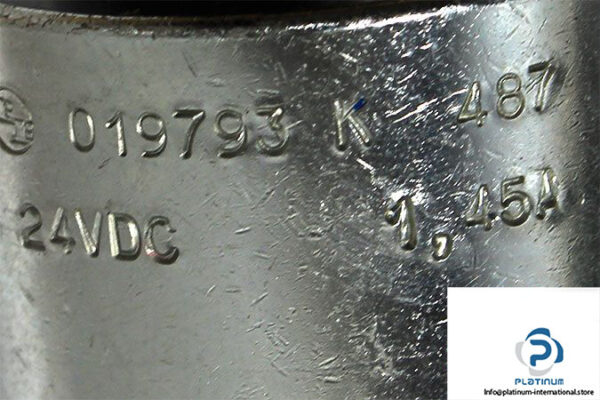 019793 K 487
24VDC 1,45A
PLATINUM
Info@platinum-international.store